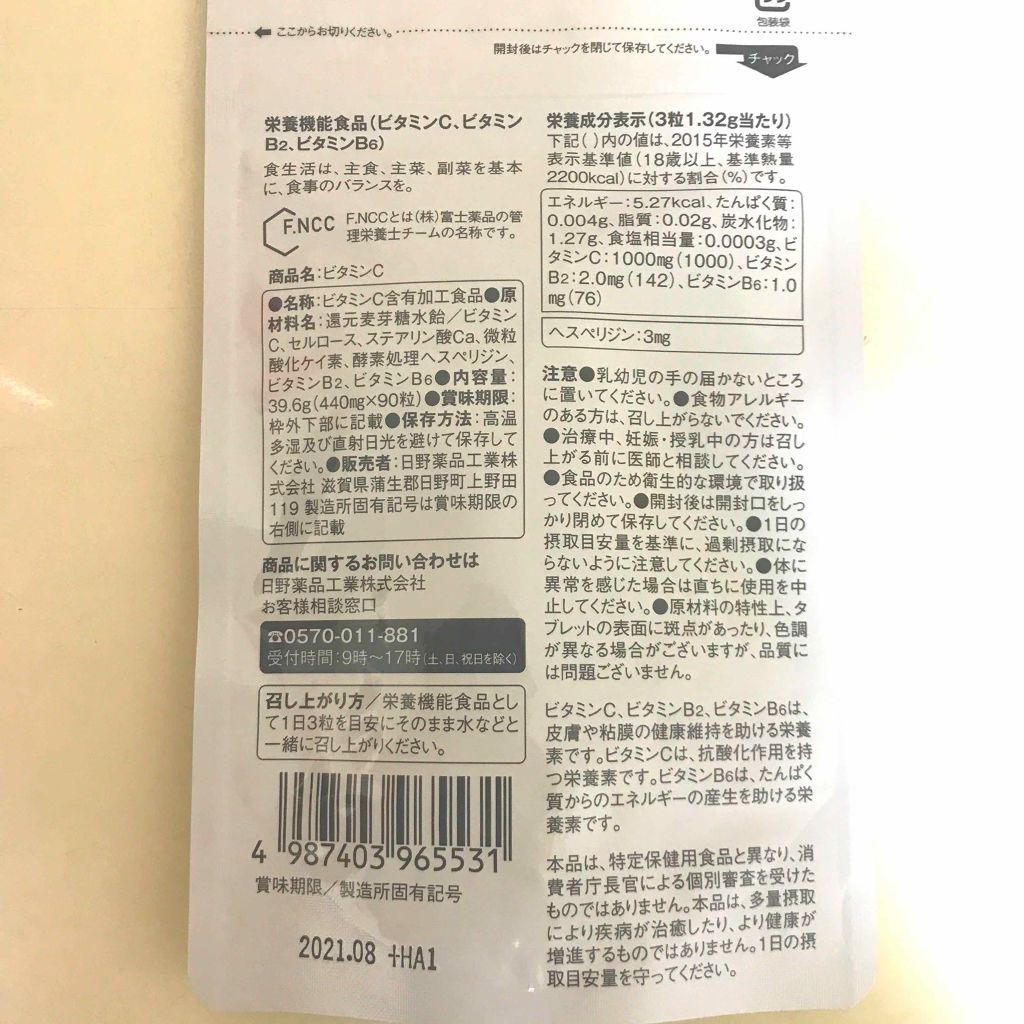 包装袋
ここからお切りください。
開封後はチャックを閉じて保存してください。
チャック
栄養機能食品(ビタミンC、ビタミン
B2、ビタミンB6)
食生活は、主食、主菜、副菜を基本
に、食事のバランスを。
F.NCC
F.NCCとは(株)富士薬品の管
理栄養士チームの名称です。
商品名:ビタミンC
●名称:ビタミンC含有加工食品●原
材料名:還元麦芽糖水飴/ビタミン
C、セルロース、ステアリン酸Ca、微粒
酸化ケイ素、酵素処理ヘスペリジン、
ビタミンB2、ビタミンB6●内容量:
39.6g(440mg×90粒)●賞味期限:
枠外下部に記載●保存方法:高温
多湿及び直射日光を避けて保存して
ください。●販売者:日野薬品工業株
式会社 滋賀県蒲生郡日野町上野田
119 製造所固有記号は賞味期限の
右側に記載
商品に関するお問い合わせは
日野薬品工業株式会社
お客様相談窓口
☎0570-011-881
受付時間:9時〜17時(土、日、祝日を除く)
召し上がり方/栄養機能食品とし
て1日3粒を目安にそのまま水などと
一緒に召し上がりください。
4 987403 965531
賞味期限/製造所固有記号
2021.08 +HA1
栄養成分表示(3粒1.32g当たり)
下記( )内の値は、2015年栄養素等
表示基準値(18歳以上、基準熱量
2200kcal)に対する割合(%)です。
エネルギー:5.27kcal、たんぱく質:
0.004g、脂質:0.02g、炭水化物:
1.27g、食塩相当量:0.0003g、ビ
タミンC:1000mg(1000)、ビタミン
B2:2.0mg(142)、ビタミンB6:1.0
mg(76)
ヘスペリジン:3mg
注意●乳幼児の手の届かないところ
に置いてください。●食物アレルギー
のある方は、召し上がらないでください。
●治療中、妊娠・授乳中の方は召し
上がる前に医師と相談してください。
●食品のため衛生的な環境で取り扱
ってください。●開封後は開封口をしっ
かり閉めて保存してください。●1日の
摂取目安量を基準に、過剰摂取にな
らないように注意してください。●体に
異常を感じた場合は直ちに使用を中
止してください。●原材料の特性上、タ
ブレットの表面に斑点があったり、色調
が異なる場合がございますが、品質に
は問題ございません。
ビタミンC、ビタミンB2、ビタミンB6は、
皮膚や粘膜の健康維持を助ける栄養
素です。ビタミンCは、抗酸化作用を持
つ栄養素です。ビタミンB6は、たんぱく
質からのエネルギーの産生を助ける栄
養素です。
本品は、特定保健用食品と異なり、消
費者庁長官による個別審査を受けた
ものではありません。本品は、多量摂取
により疾病が治癒したり、より健康が
増進するものではありません。1日の摂
取目安量を守ってください。